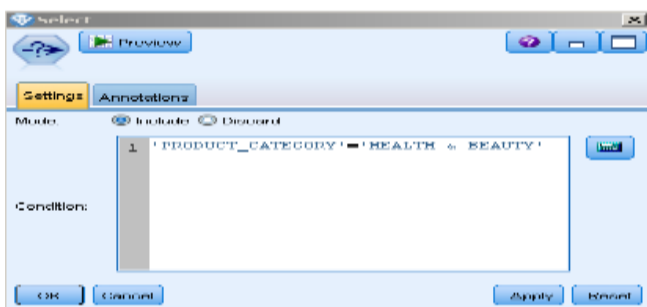 Select
Preview
Settings Annotations
Mode: Include Discard
1 'PRODUCT_CATEGORY'='HEALTH & BEAUTY'
Condition:
OK Cancel Apply Reset